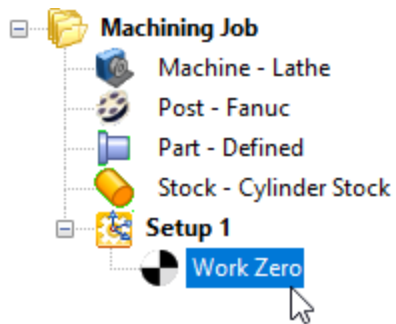 Machining Job
Machine - Lathe
Post - Fanuc
Part - Defined
Stock - Cylinder Stock
Setup 1
Work Zero